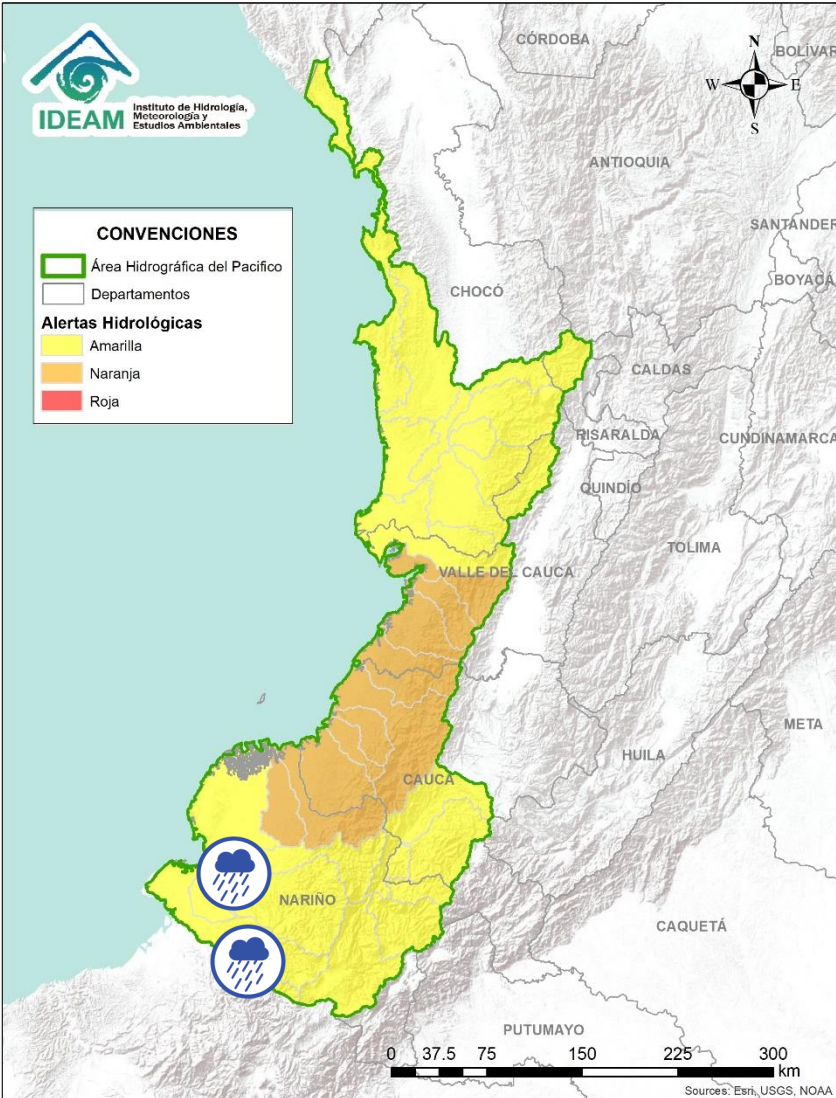 IDEAM
Instituto de Hidrología,
Meteorología y
Estudios Ambientales
N
W E
S
CONVENCIONES
Área Hidrográfica del Pacifico
Departamentos
Alertas Hidrológicas
Amarilla
Naranja
Roja
CÓRDOBA
BOLÍVAR
ANTIOQUIA
SANTANDER
BOYACÁ
CHOCÓ
CALDAS
RISARALDA
CUNDINAMARCA
QUINDÍO
TOLIMA
VALLE DEL CAUCA
META
HUILA
CAUCA
NARIÑO
CAQUETÁ
PUTUMAYO
0 37.5 75 150 225 300
km
Sources: Esri, USGS, NOAA